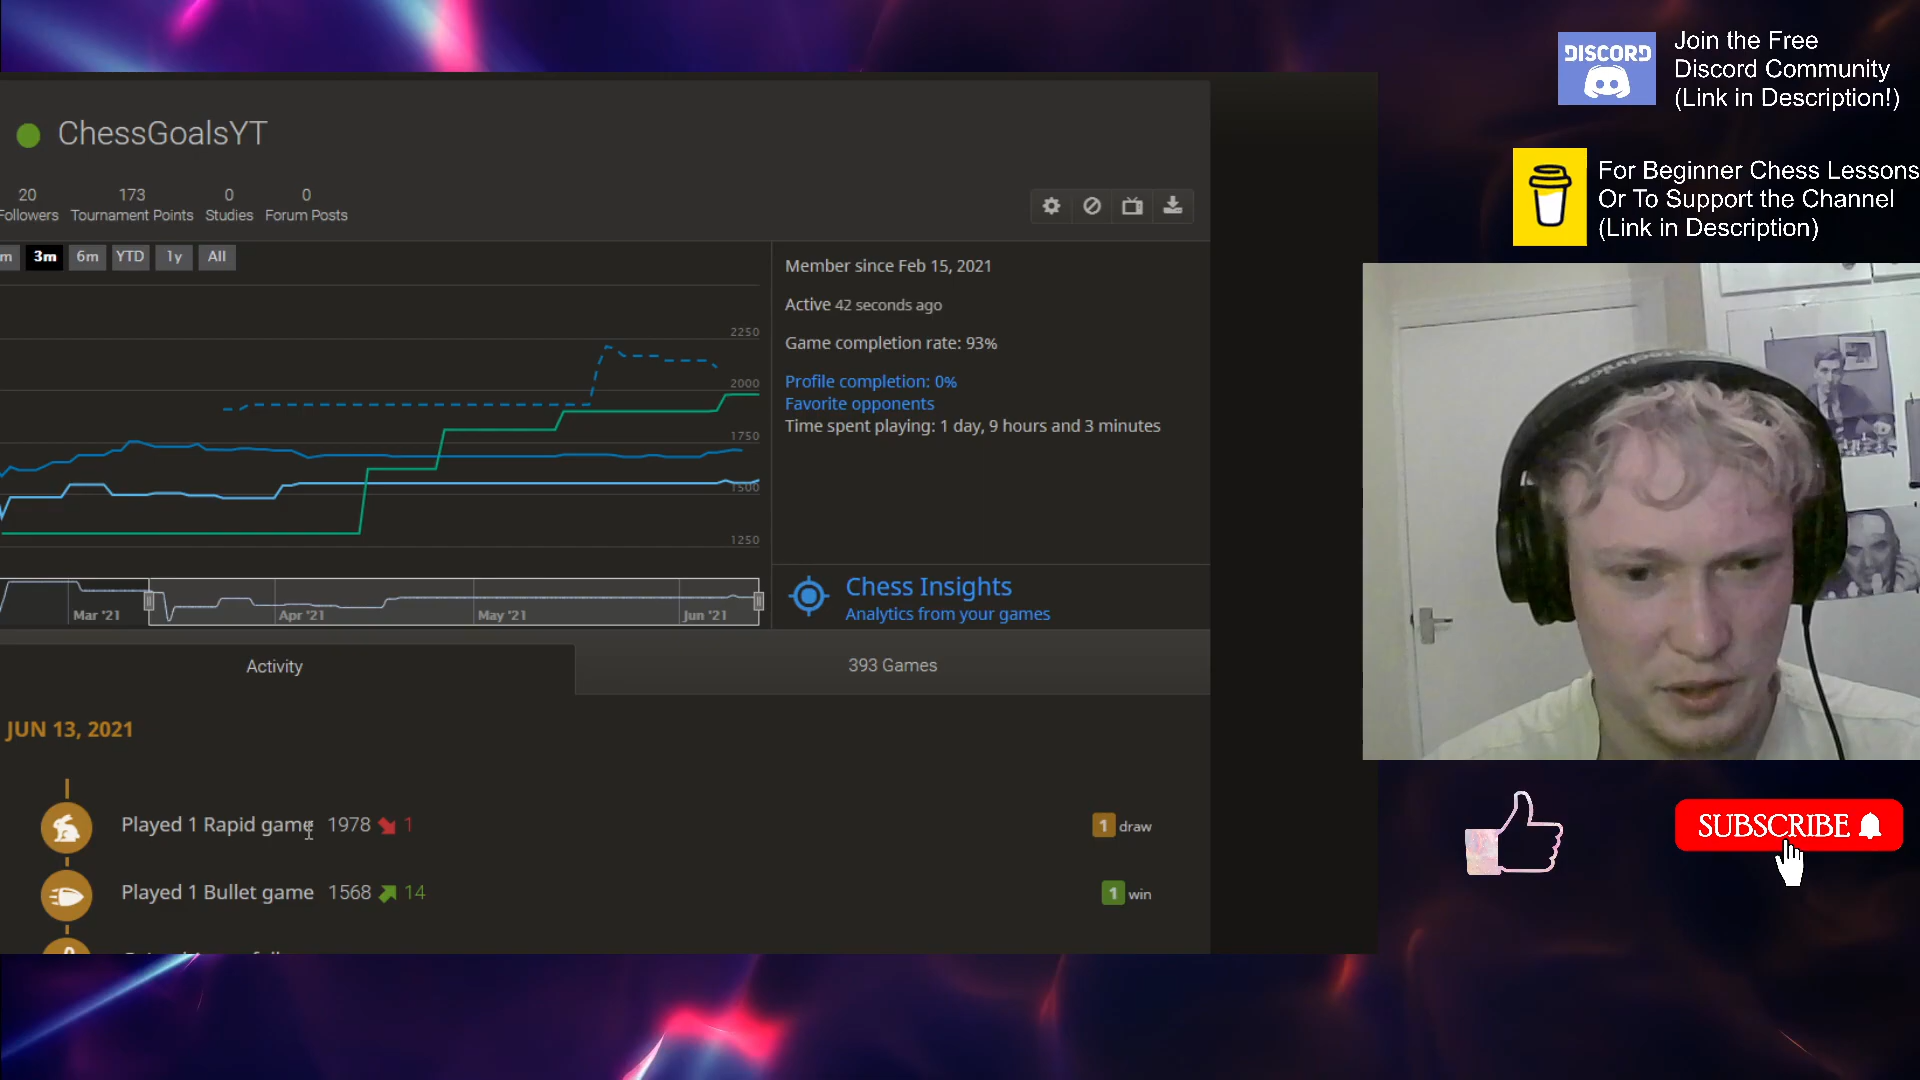 ChessGoalsYT
20
Followers
173
Tournament Points
0
Studies
0
Forum Posts
m
3m
6m
YTD
1y
All
2250
2000
1750
1500
1250
Mar '21
Apr '21
May '21
Jun '21
Member since Feb 15, 2021
Active 42 seconds ago
Game completion rate: 93%
Profile completion: 0%
Favorite opponents
Time spent playing: 1 day, 9 hours and 3 minutes
Chess Insights
Analytics from your games
Activity
393 Games
JUN 13, 2021
Played 1 Rapid game 1978 1
1 draw
Played 1 Bullet game 1568 14
1 win
DISCORD
Join the Free
Discord Community
(Link in Description!)
For Beginner Chess Lessons
Or To Support the Channel
(Link in Description)
SUBSCRIBE